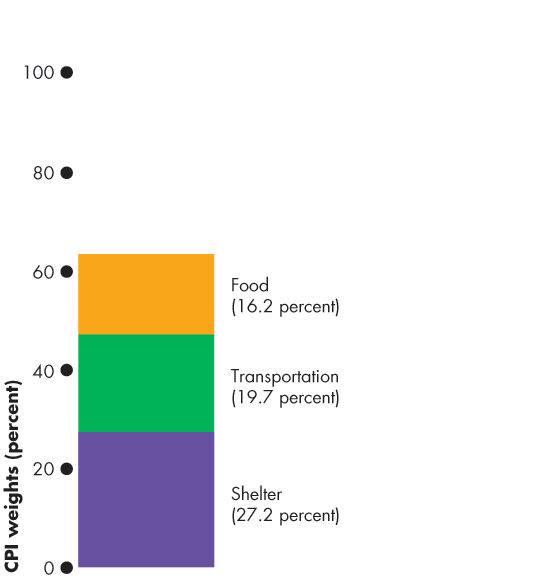 100
80
60
40
20
0
CPI weights (percent)
Food
(16.2 percent)
Transportation
(19.7 percent)
Shelter
(27.2 percent)